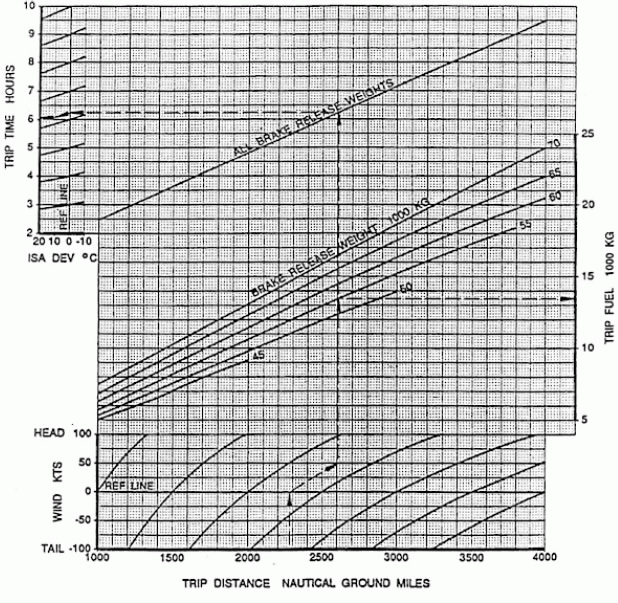 10
9
8
7
6
5
4
3
2
TRIP TIME HOURS
REF LINE
20 10 0 -10
ISA DEV °C
ALL BRAKE RELEASE WEIGHTS
BRAKE RELEASE WEIGHT 1000 KG
70
65
60
55
50
45
25
20
15
10
5
TRIP FUEL 1000 KG
HEAD 100
50
0
-50
TAIL -100
WIND KTS
REF LINE
1000 2000 3000 4000
TRIP DISTANCE NAUTICAL GROUND MILES